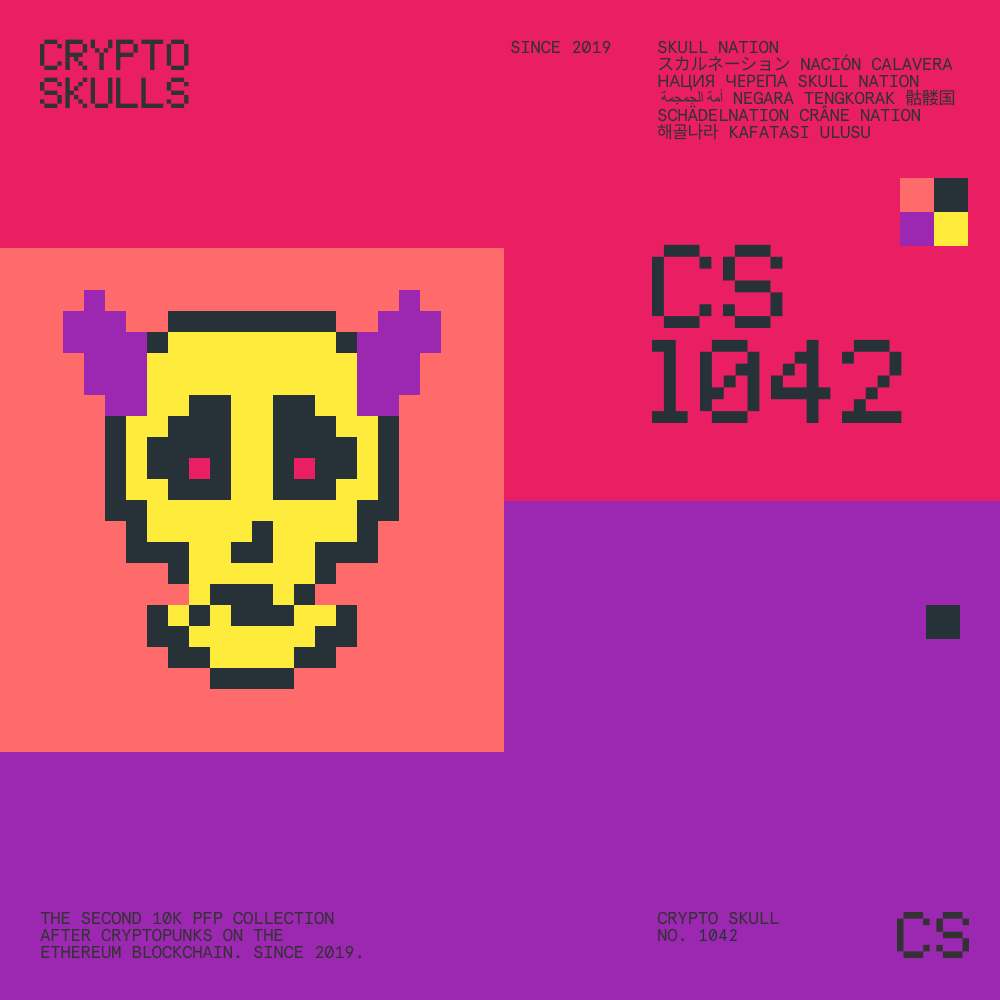 CRYPTO
SKULLS
SINCE 2019
SKULL NATION
スカルネーション NACIÓN CALAVERA
НАЦИЯ ЧЕРЕПА SKULL NATION
أمة الجمجمة NEGARA TENGKORAK 骷髅国
SCHÄDELNATION CRÂNE NATION
해골나라 KAFATASI ULUSU
CS
1042
THE SECOND 10K PFP COLLECTION
AFTER CRYPTOPUNKS ON THE
ETHEREUM BLOCKCHAIN. SINCE 2019.
CRYPTO SKULL
NO. 1042
CS